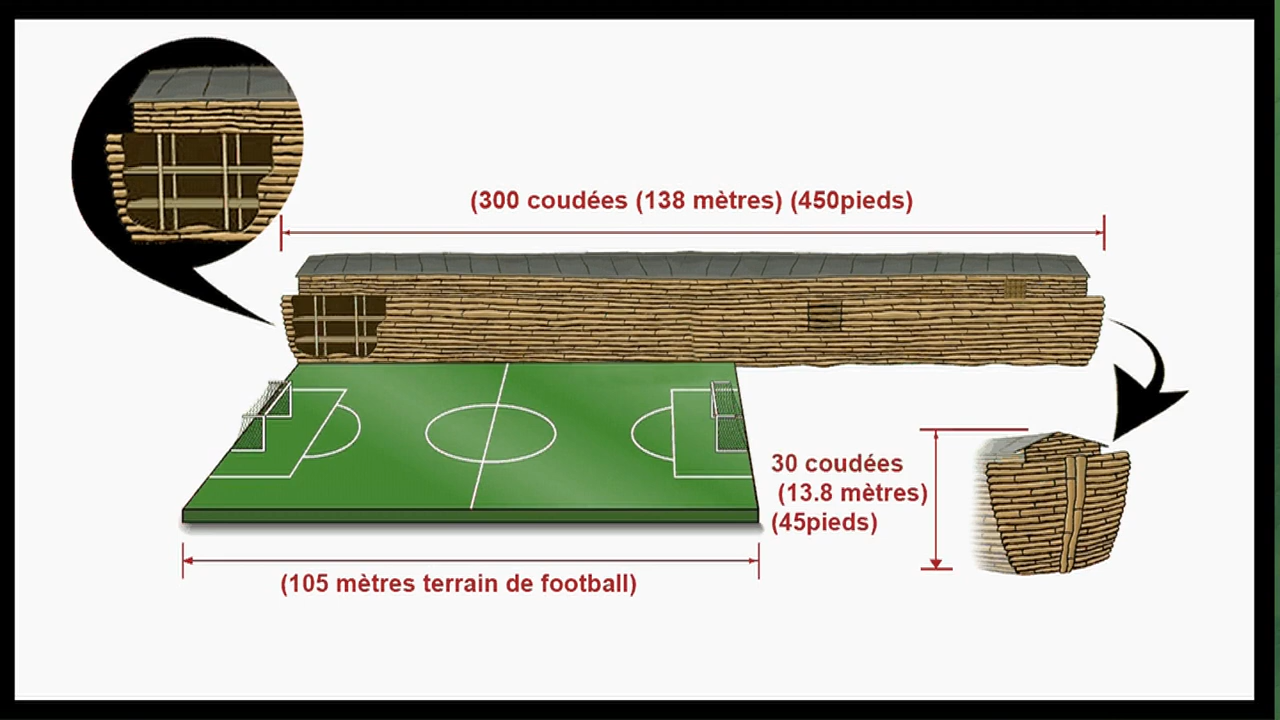 (300 coudées (138 mètres) (450pieds)
30 coudées
(13.8 mètres)
(45pieds)
(105 mètres terrain de football)